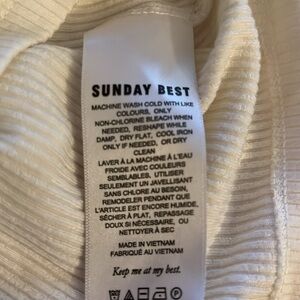 SUNDAY BEST
MACHINE WASH COLD WITH LIKE
COLOURS, ONLY
NON-CHLORINE BLEACH WHEN
NEEDED, RESHAPE WHILE
DAMP, DRY FLAT, COOL IRON
ONLY IF NEEDED, OR DRY
CLEAN
LAVER À LA MACHINE À L'EAU
FROIDE AVEC COULEURS
SEMBLABLES, UTILISER
SEULEMENT UN JAVELLISANT
SANS CHLORE AU BESOIN,
REMODELER PENDANT QUE
L'ARTICLE EST ENCORE HUMIDE,
SÉCHER À PLAT, REPASSAGE
DOUX SI NÉCESSAIRE, OU
NETTOYER À SEC
MADE IN VIETNAM
FABRIQUÉ AU VIETNAM
Keep me at my best.